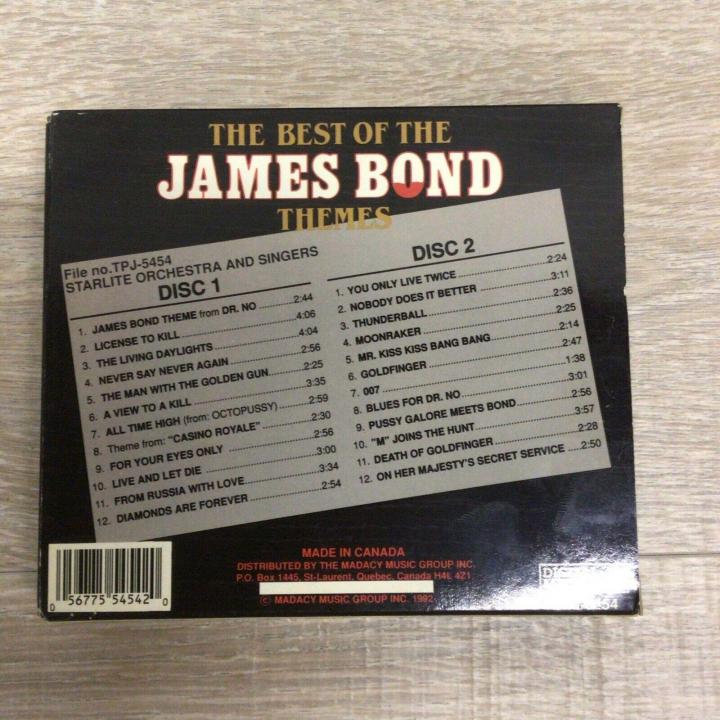 THE BEST OF THE
JAMES BOND
THEMES
File no.TPJ-5454
STARLITE ORCHESTRA AND SINGERS
DISC 1
1. JAMES BOND THEME from DR. NO 2:44
2. LICENSE TO KILL 4:06
3. THE LIVING DAYLIGHTS 4:04
4. NEVER SAY NEVER AGAIN 2:56
5. THE MAN WITH THE GOLDEN GUN 2:25
6. A VIEW TO A KILL 3:35
7. ALL TIME HIGH (from: OCTOPUSSY) 2:59
8. Theme from: "CASINO ROYALE" 2:30
9. FOR YOUR EYES ONLY 2:56
10. LIVE AND LET DIE 3:00
11. FROM RUSSIA WITH LOVE 3:34
12. DIAMONDS ARE FOREVER 2:54
DISC 2
1. YOU ONLY LIVE TWICE 2:24
2. NOBODY DOES IT BETTER 3:11
3. THUNDERBALL 2:36
4. MOONRAKER 2:25
5. MR. KISS KISS BANG BANG 2:14
6. GOLDFINGER 2:47
7. 007 1:38
8. BLUES FOR DR. NO 3:01
9. PUSSY GALORE MEETS BOND 2:56
10. "M" JOINS THE HUNT 3:57
11. DEATH OF GOLDFINGER 2:28
12. ON HER MAJESTY'S SECRET SERVICE 2:50
MADE IN CANADA
DISTRIBUTED BY THE MADACY MUSIC GROUP INC.
P.O. Box 1445, St-Laurent, Quebec, Canada H4L 4Z1
© MADACY MUSIC GROUP INC. 1992
0 56775 54542 0